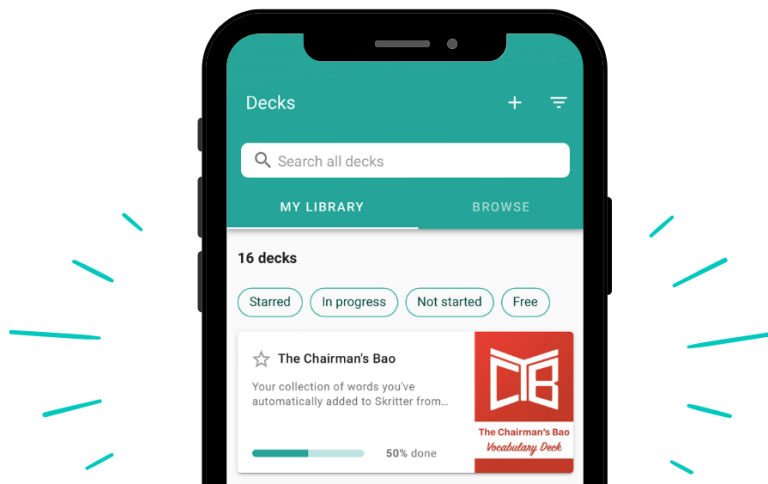 Decks
Search all decks
MY LIBRARY
BROWSE
16 decks
Starred
In progress
Not started
Free
The Chairman's Bao
Your collection of words you've
automatically added to Skritter from...
50% done
CTB
The Chairman's Bao
Vocabulary Deck